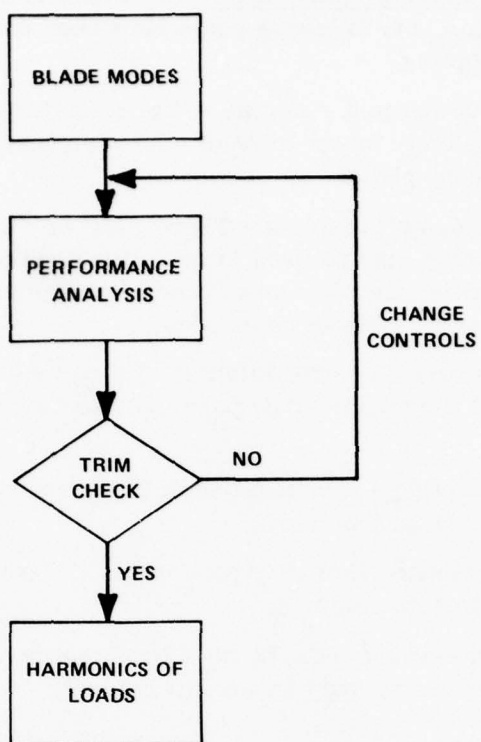 BLADE MODES
PERFORMANCE
ANALYSIS
CHANGE
CONTROLS
TRIM
CHECK
NO
YES
HARMONICS OF
LOADS